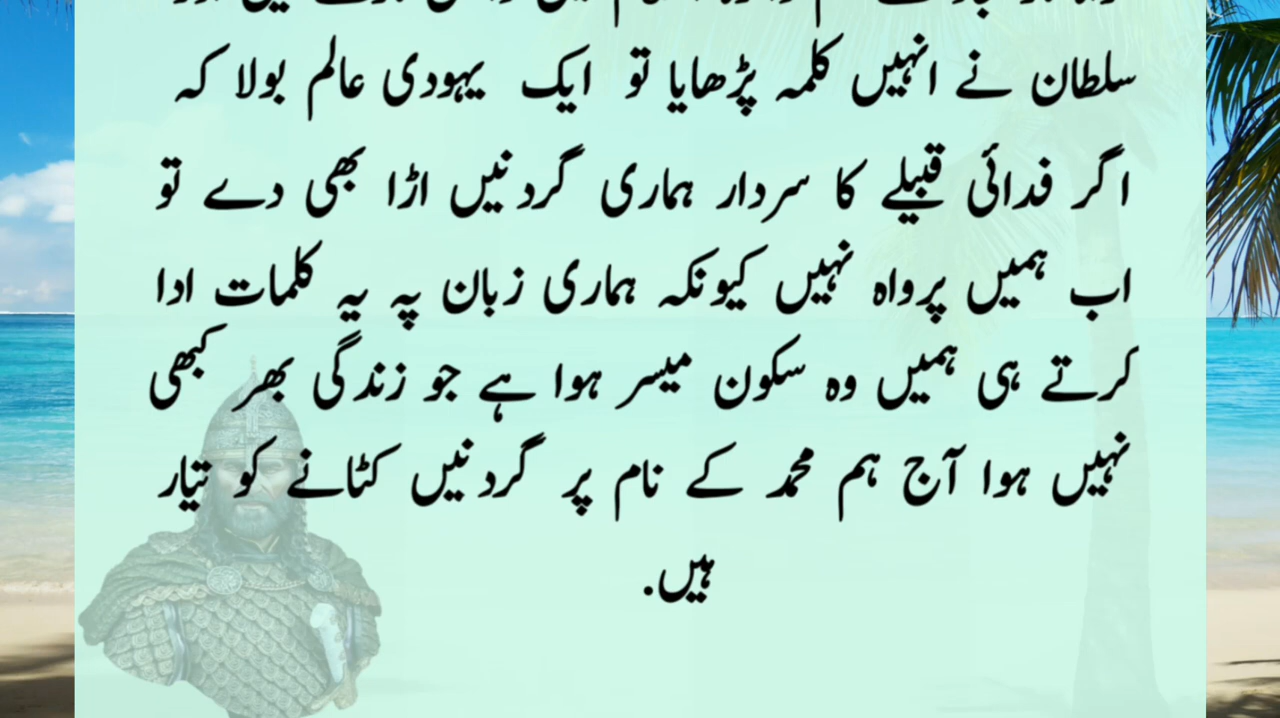 سلطان نے انہیں کلمہ پڑھایا تو ایک یہودی عالم بولا کہ
اگر فدائی قبیلے کا سردار ہماری گردنیں اڑا بھی دے تو
اب ہمیں پرواہ نہیں کیونکہ ہماری زبان پہ یہ کلمات ادا
کرتے ہی ہمیں وہ سکون میسر ہوا ہے جو زندگی بھر کبھی
نہیں ہوا آج ہم محمد کے نام پر گردنیں کٹانے کو تیار
ہیں.